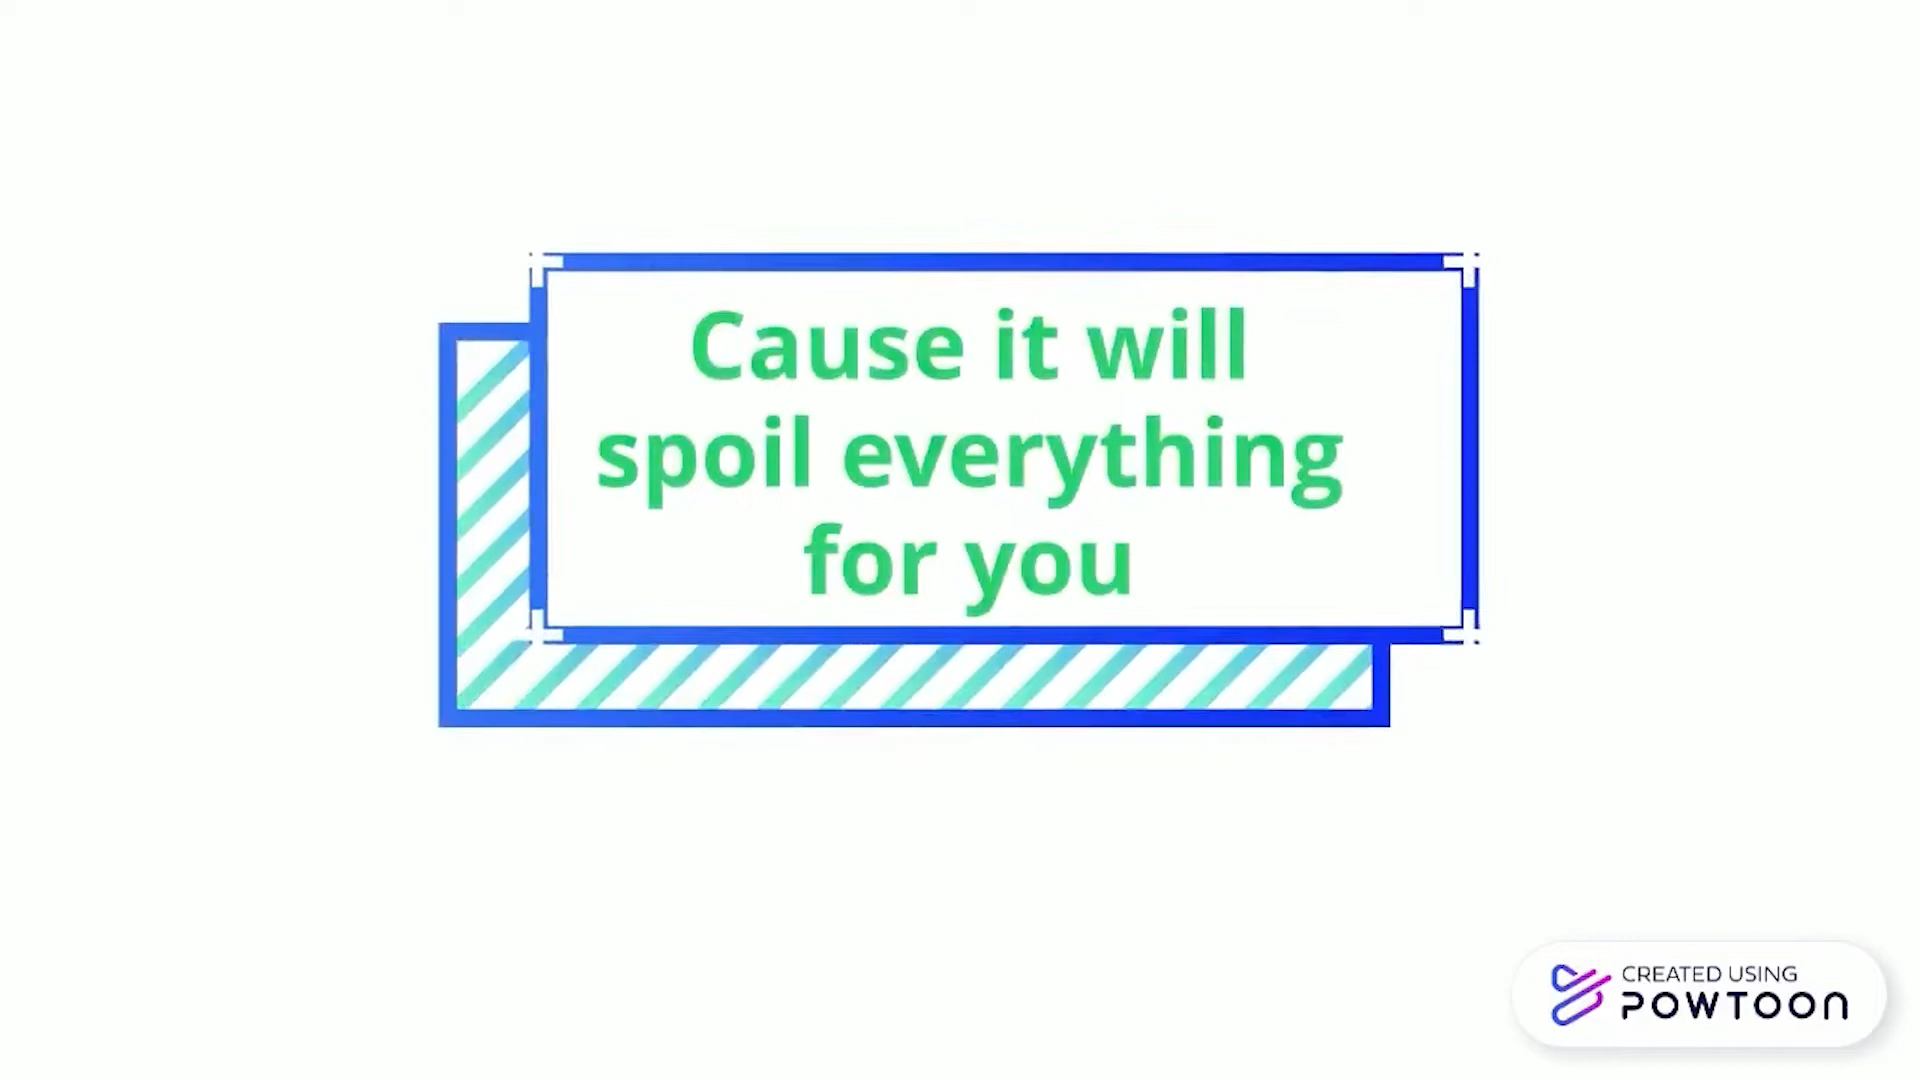 Cause it will
spoil everything
for you
CREATED USING
POWTOON